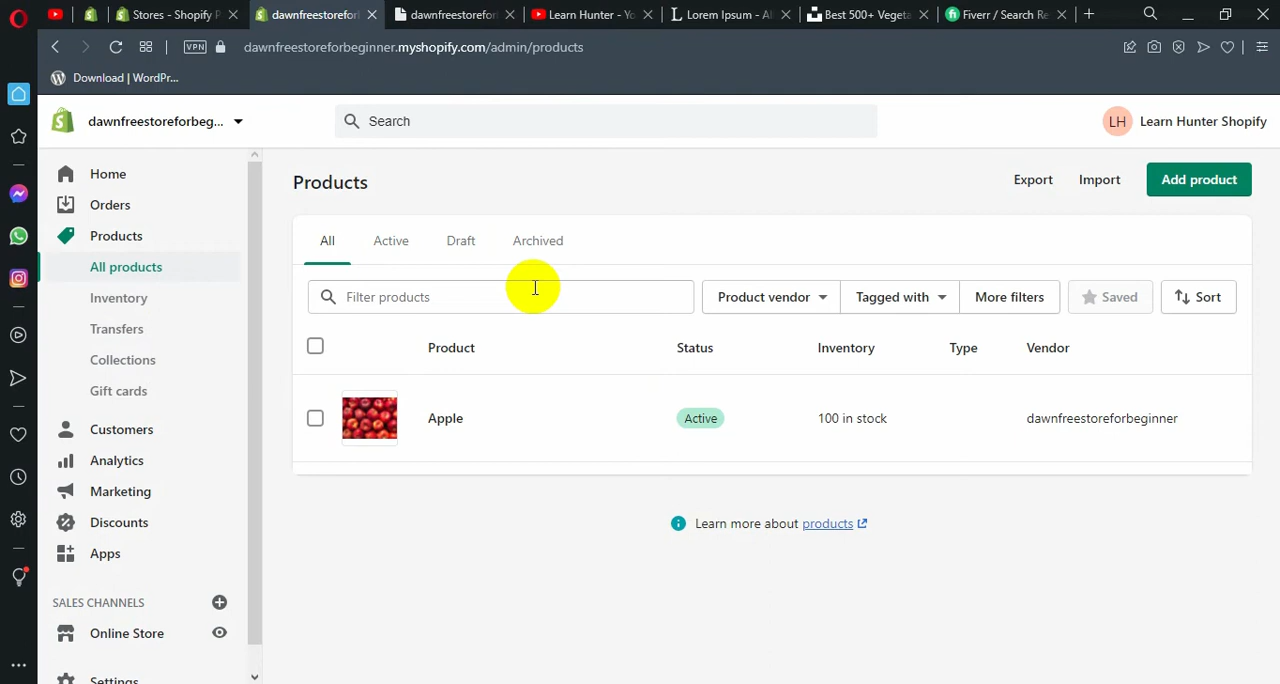 Stores - Shopify P
dawnfreestorefor
dawnfreestorefor
Learn Hunter - Yo
Lorem Ipsum - Al
Best 500+ Vegeta
Fiverr / Search Re
VPN
dawnfreestoreforbeginner.myshopify.com/admin/products
Download | WordPr...
dawnfreestoreforbeg...
Search
LH
Learn Hunter Shopify
Home
Orders
Products
All products
Inventory
Transfers
Collections
Gift cards
Customers
Analytics
Marketing
Discounts
Apps
SALES CHANNELS
Online Store
Settings
Products
Export
Import
Add product
All
Active
Draft
Archived
Filter products
Product vendor
Tagged with
More filters
Saved
Sort
Product
Status
Inventory
Type
Vendor
Apple
Active
100 in stock
dawnfreestoreforbeginner
Learn more about products